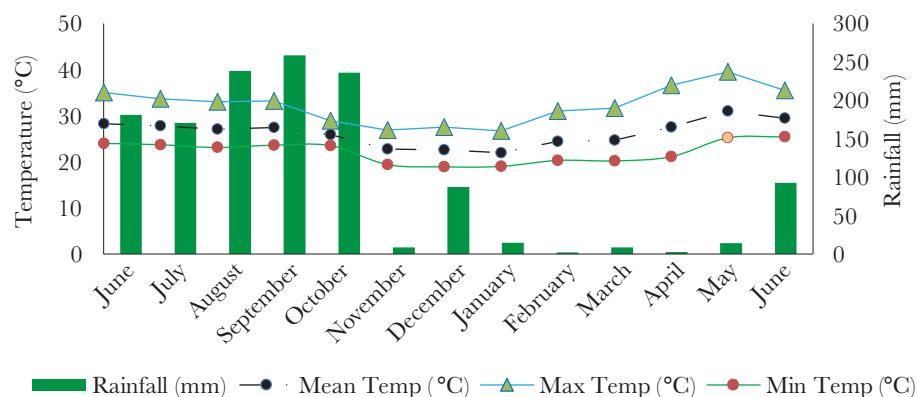 50
40
30
20
10
0
Temperature (°C)
300
250
200
150
100
50
0
Rainfall (mm)
June
July
August
September
October
November
December
January
February
March
April
May
June
Rainfall (mm) Mean Temp (°C) Max Temp (°C) Min Temp (°C)